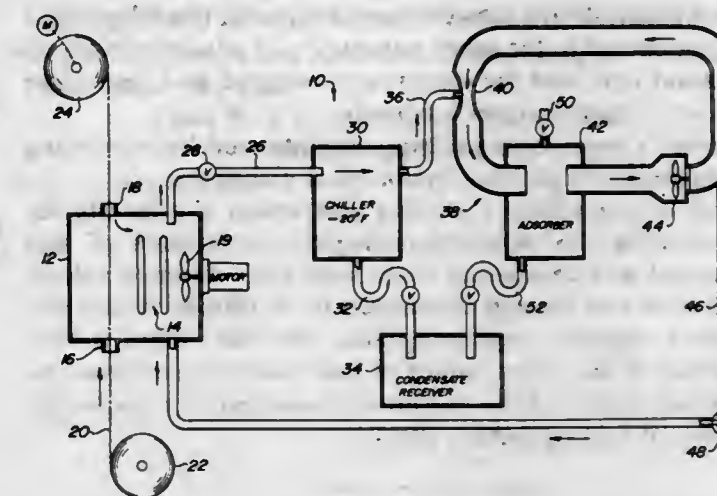 M
24
10
36
40
50
42
30
28
26
V
V
18
CHILLER
-20°F
38
ADSORBER
44
12
19
MOTOR
14
32
V
V
52
46
16
34
CONDENSATE
RECEIVER
20
22
48